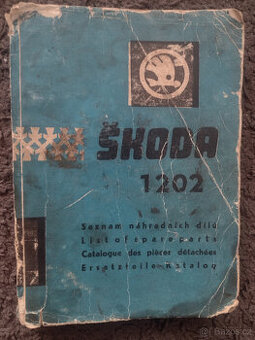 ŠKODA
1202
Seznam náhradních dílů
List of spare parts
Catalogue des pièces détachées
Ersatzteile-Katalog